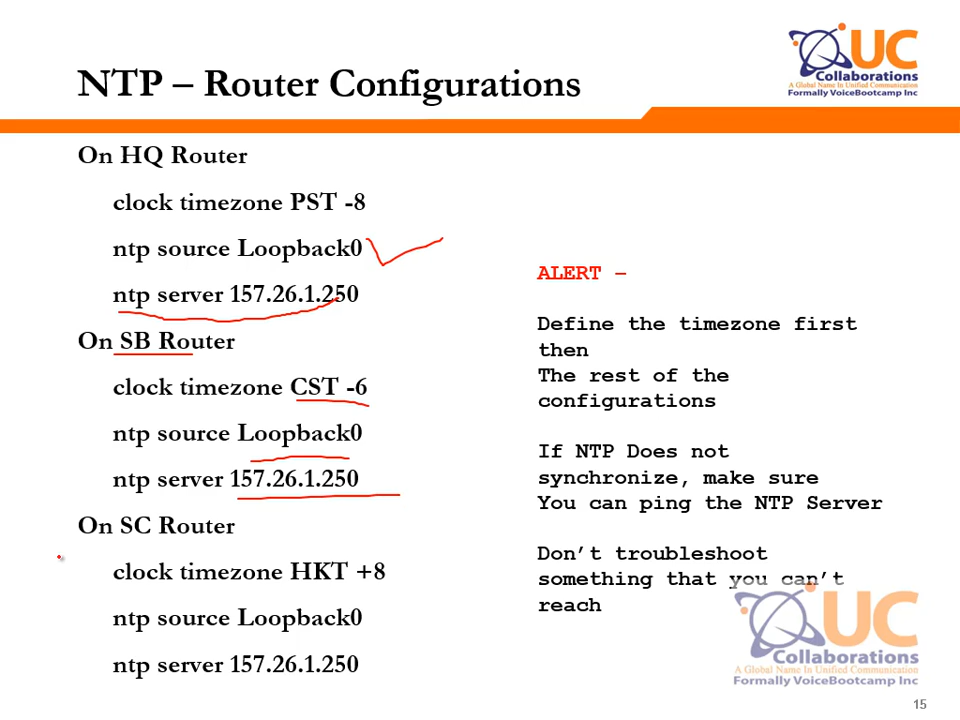 UC
Collaborations
A Global Name In Unified Communication
Formally VoiceBootcamp Inc
NTP – Router Configurations
On HQ Router
clock timezone PST -8
ntp source Loopback0
ntp server 157.26.1.250
On SB Router
clock timezone CST -6
ntp source Loopback0
ntp server 157.26.1.250
On SC Router
clock timezone HKT +8
ntp source Loopback0
ntp server 157.26.1.250
ALERT –
Define the timezone first
then
The rest of the
configurations
If NTP Does not
synchronize, make sure
You can ping the NTP Server
Don’t troubleshoot
something that you can’t
reach
UC
Collaborations
A Global Name In Unified Communication
Formally VoiceBootcamp Inc
15